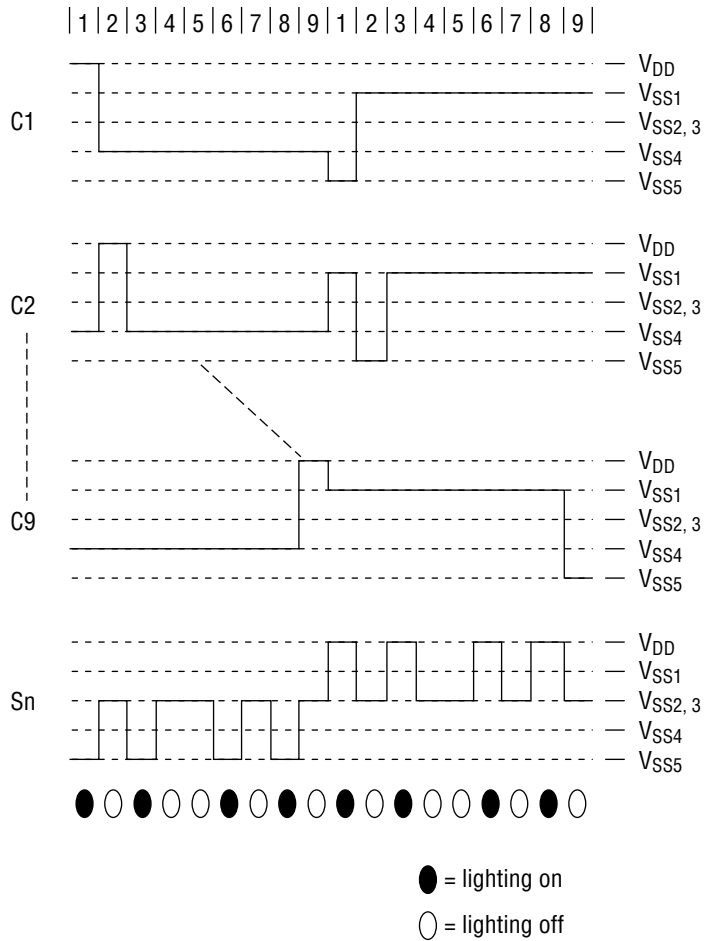 1 2 3 4 5 6 7 8 9 1 2 3 4 5 6 7 8 9
C1
VDD
VSS1
VSS2, 3
VSS4
VSS5
C2
VDD
VSS1
VSS2, 3
VSS4
VSS5
C9
VDD
VSS1
VSS2, 3
VSS4
VSS5
Sn
VDD
VSS1
VSS2, 3
VSS4
VSS5
= lighting on
= lighting off